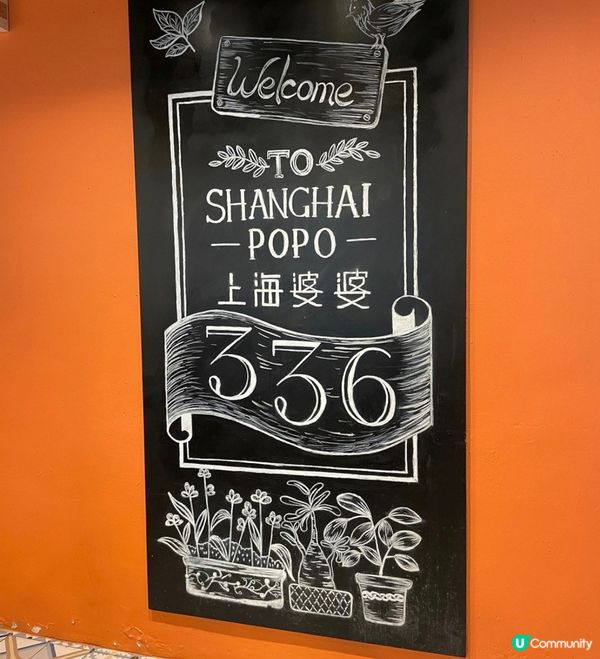 Welcome
TO
SHANGHAI
— POPO —
上海婆婆
336
U Community